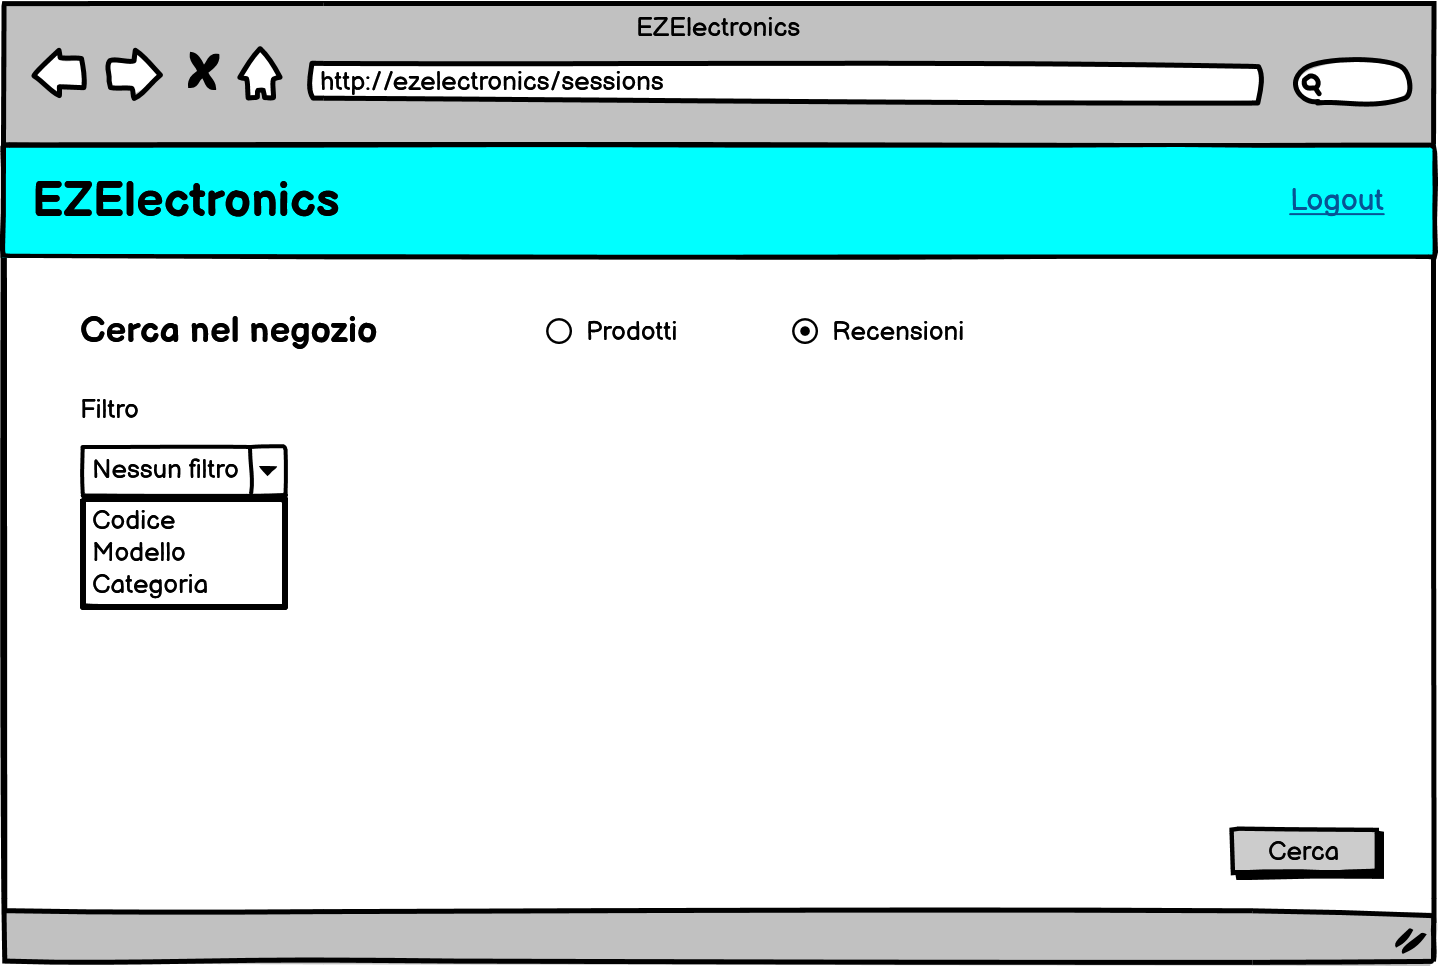 EZElectronics
http://ezelectronics/sessions
EZElectronics
Logout
Cerca nel negozio
Prodotti
Recensioni
Filtro
Nessun filtro
Codice
Modello
Categoria
Cerca